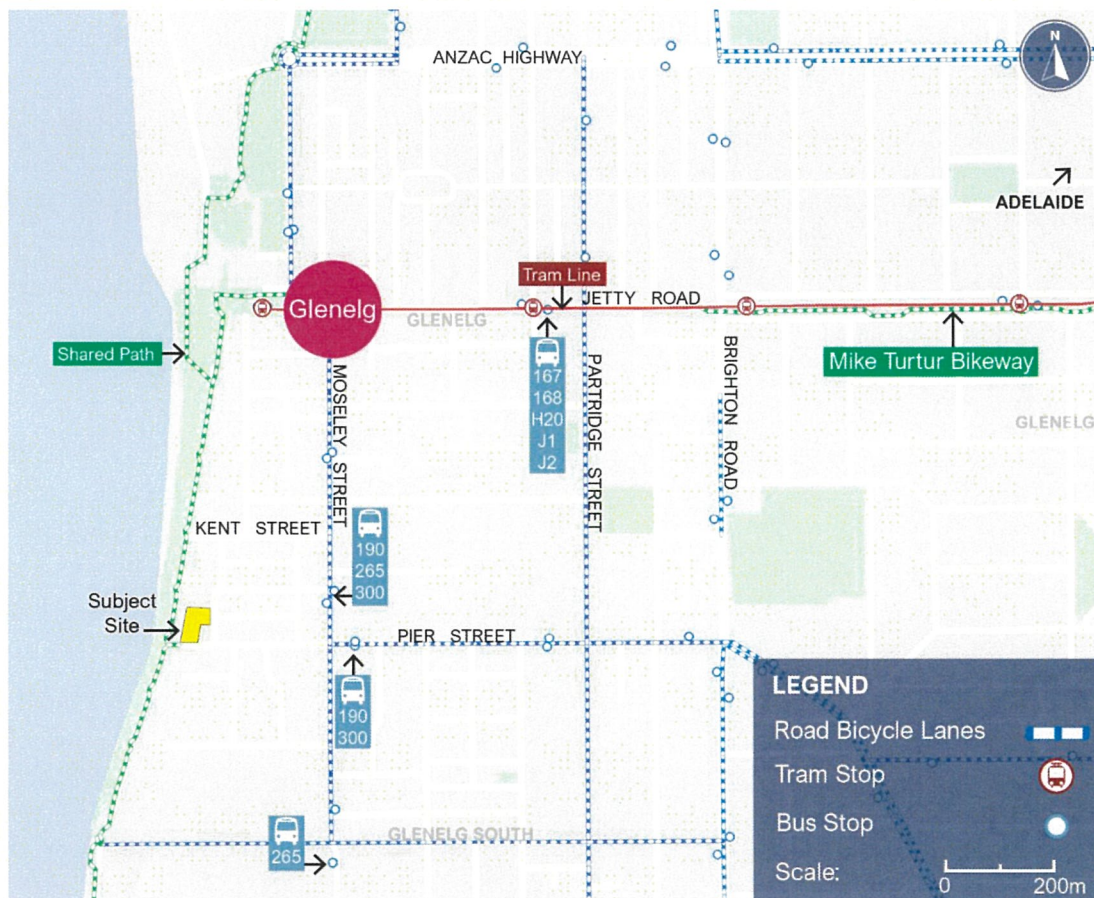 ANZAC HIGHWAY
N
ADELAIDE
Tram Line
JETTY ROAD
Glenelg
GLENELG
Shared Path
Mike Turtur Bikeway
167
168
H20
J1
J2
MOSELEY STREET
PARTRIDGE STREET
BRIGHTON ROAD
GLENELG
KENT STREET
190
265
300
Subject
Site
PIER STREET
190
300
GLENELG SOUTH
265
LEGEND
Road Bicycle Lanes
Tram Stop
Bus Stop
Scale:
0 200m